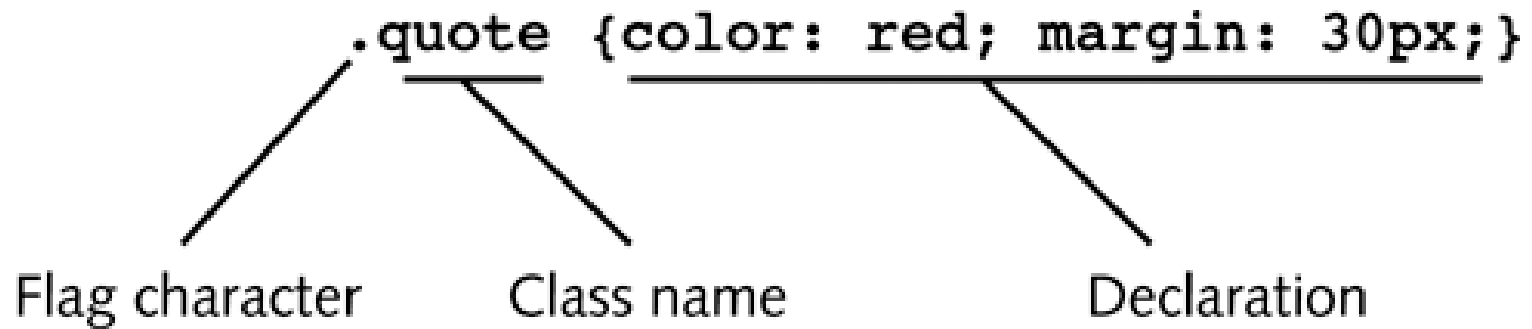 .quote {color: red; margin: 30px;}
Flag character Class name Declaration